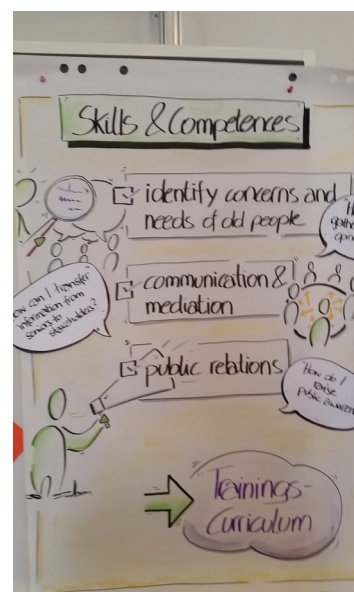 Skills & Competences
identify concerns and
needs of old people
communication &
mediation
How can I transfer
information from
seniors to
stakeholders?
public relations
How do I
raise
public
Trainings-
Curriculum